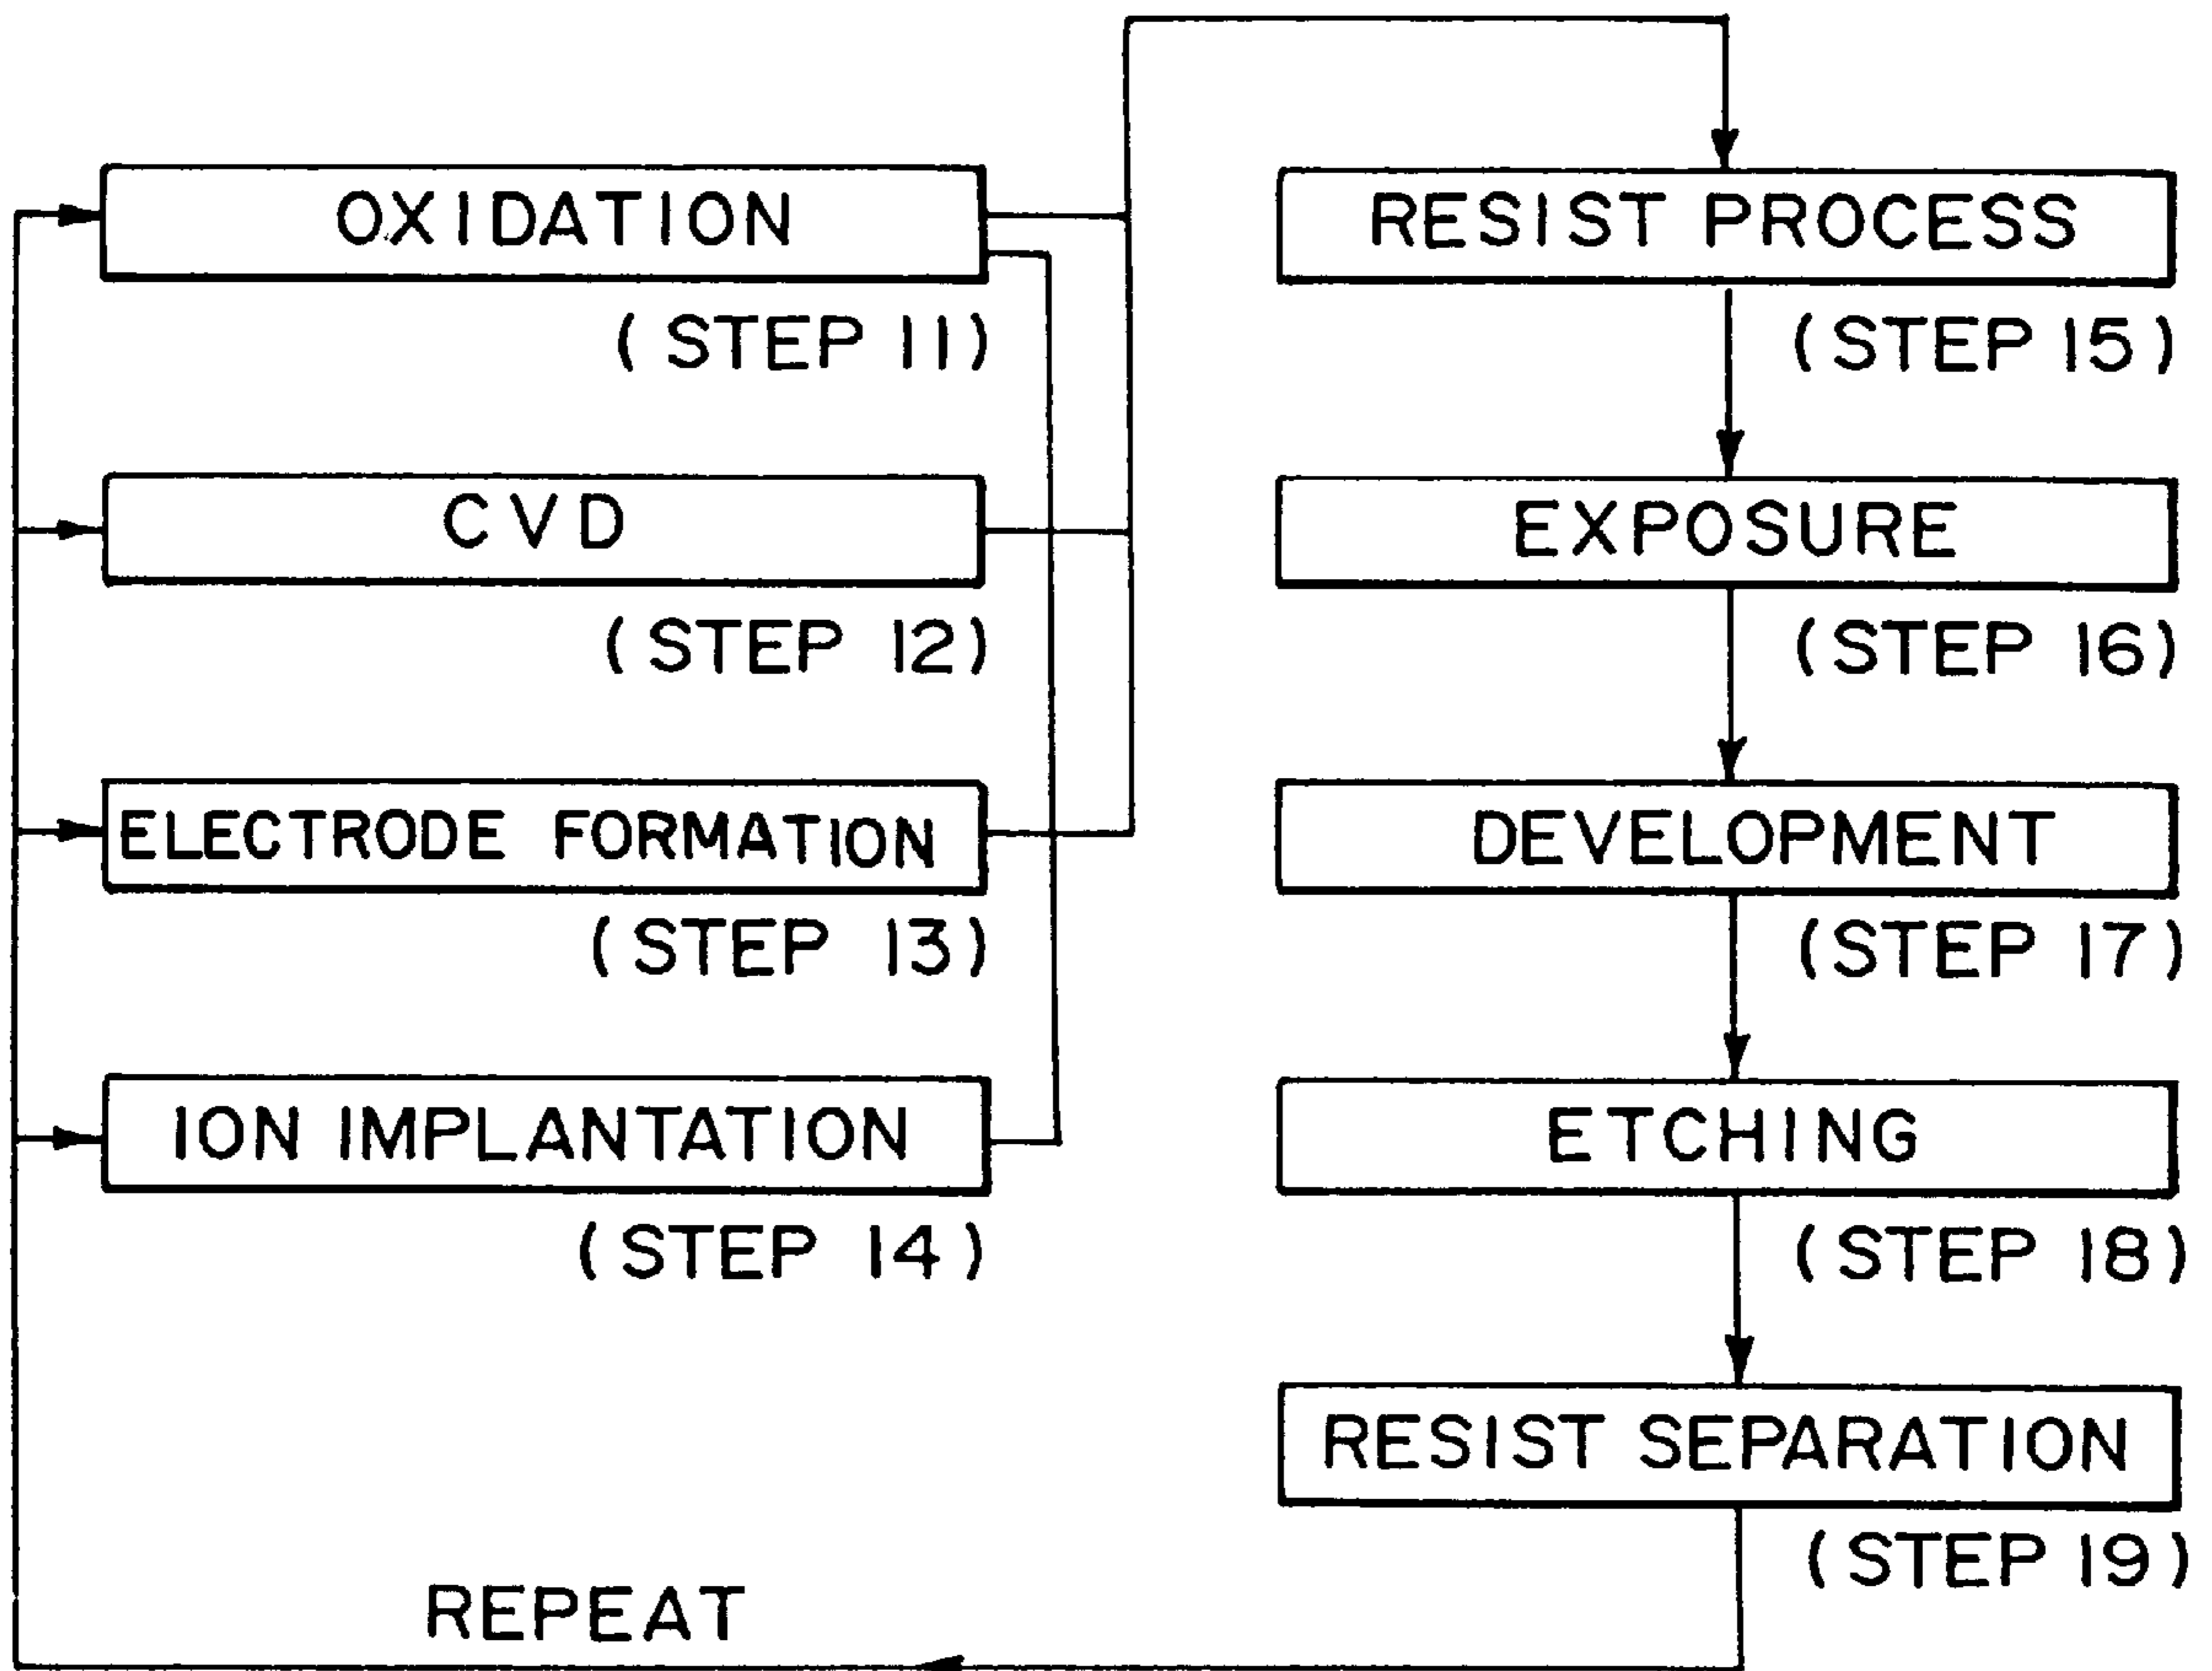 OXIDATION
(STEP 11)
CVD
(STEP 12)
ELECTRODE FORMATION
(STEP 13)
ION IMPLANTATION
(STEP 14)
RESIST PROCESS
(STEP 15)
EXPOSURE
(STEP 16)
DEVELOPMENT
(STEP 17)
ETCHING
(STEP 18)
RESIST SEPARATION
(STEP 19)
REPEAT